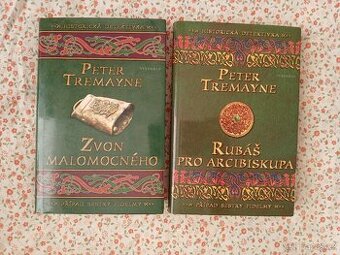 HISTORICKÁ DETEKTIVKA
PETER
TREMAYNE
ZVON
MALOMOCNÉHO
PŘÍPAD SESTRY FIDELMY
HISTORICKÁ DETEKTIVKA
PETER
TREMAYNE
RUBÁŠ
PRO ARCIBISKUPA
PŘÍPAD SESTRY FIDELMY